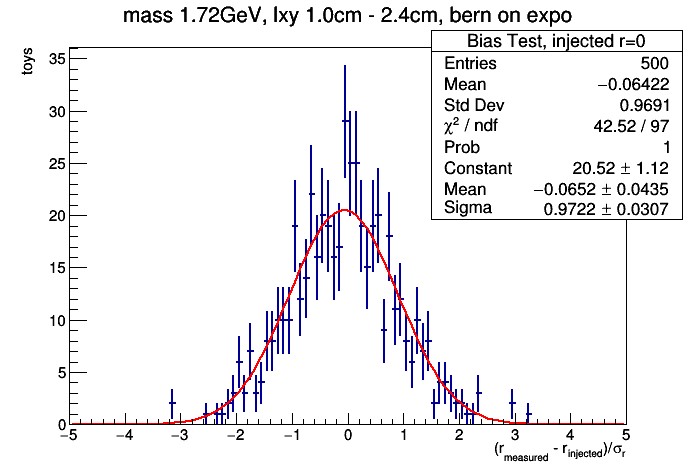 mass 1.72GeV, lxy 1.0cm - 2.4cm, bern on expo
Bias Test, injected r=0
Entries 500
Mean −0.06422
Std Dev 0.9691
χ² / ndf 42.52 / 97
Prob 1
Constant 20.52 ± 1.12
Mean −0.0652 ± 0.0435
Sigma 0.9722 ± 0.0307
toys
35
30
25
20
15
10
5
0
−5 −4 −3 −2 −1 0 1 2 3 4 5
(r_measured - r_injected)/σ_r